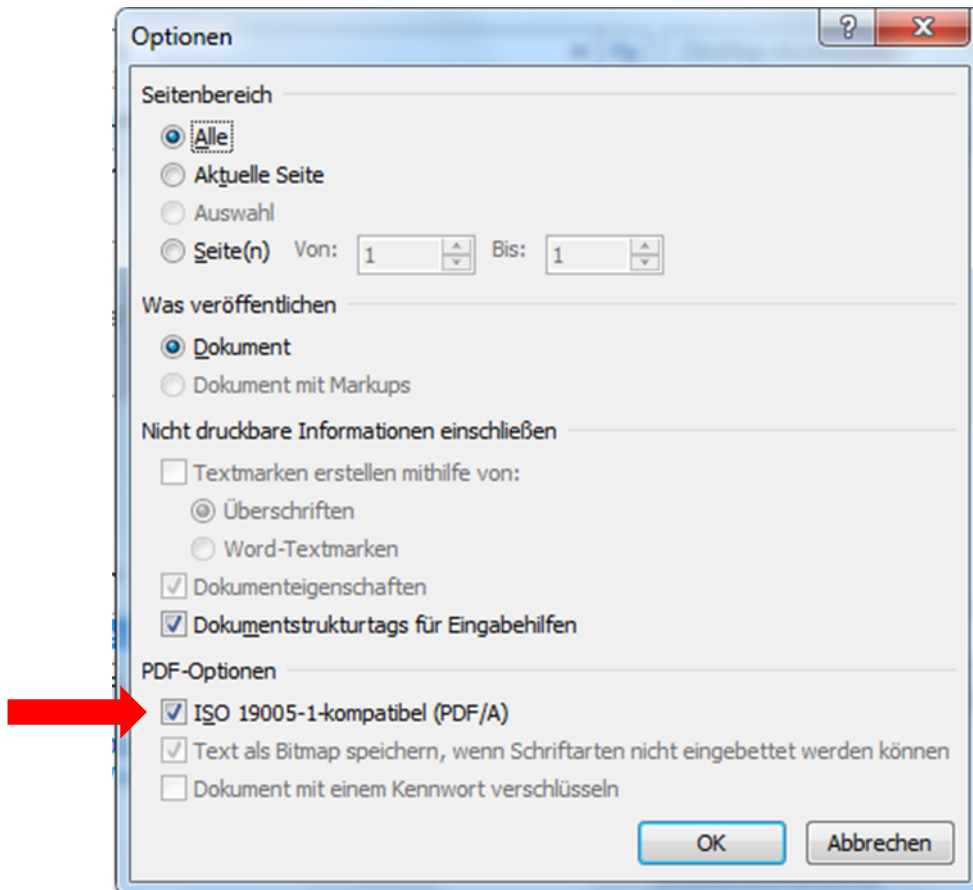 Optionen
Seitenbereich
Alle
Aktuelle Seite
Auswahl
Seite(n) Von: 1 Bis: 1
Was veröffentlichen
Dokument
Dokument mit Markups
Nicht druckbare Informationen einschließen
Textmarken erstellen mithilfe von:
Überschriften
Word-Textmarken
Dokumenteigenschaften
Dokumentstrukturtags für Eingabehilfen
PDF-Optionen
ISO 19005-1-kompatibel (PDF/A)
Text als Bitmap speichern, wenn Schriftarten nicht eingebettet werden können
Dokument mit einem Kennwort verschlüsseln
OK Abbrechen